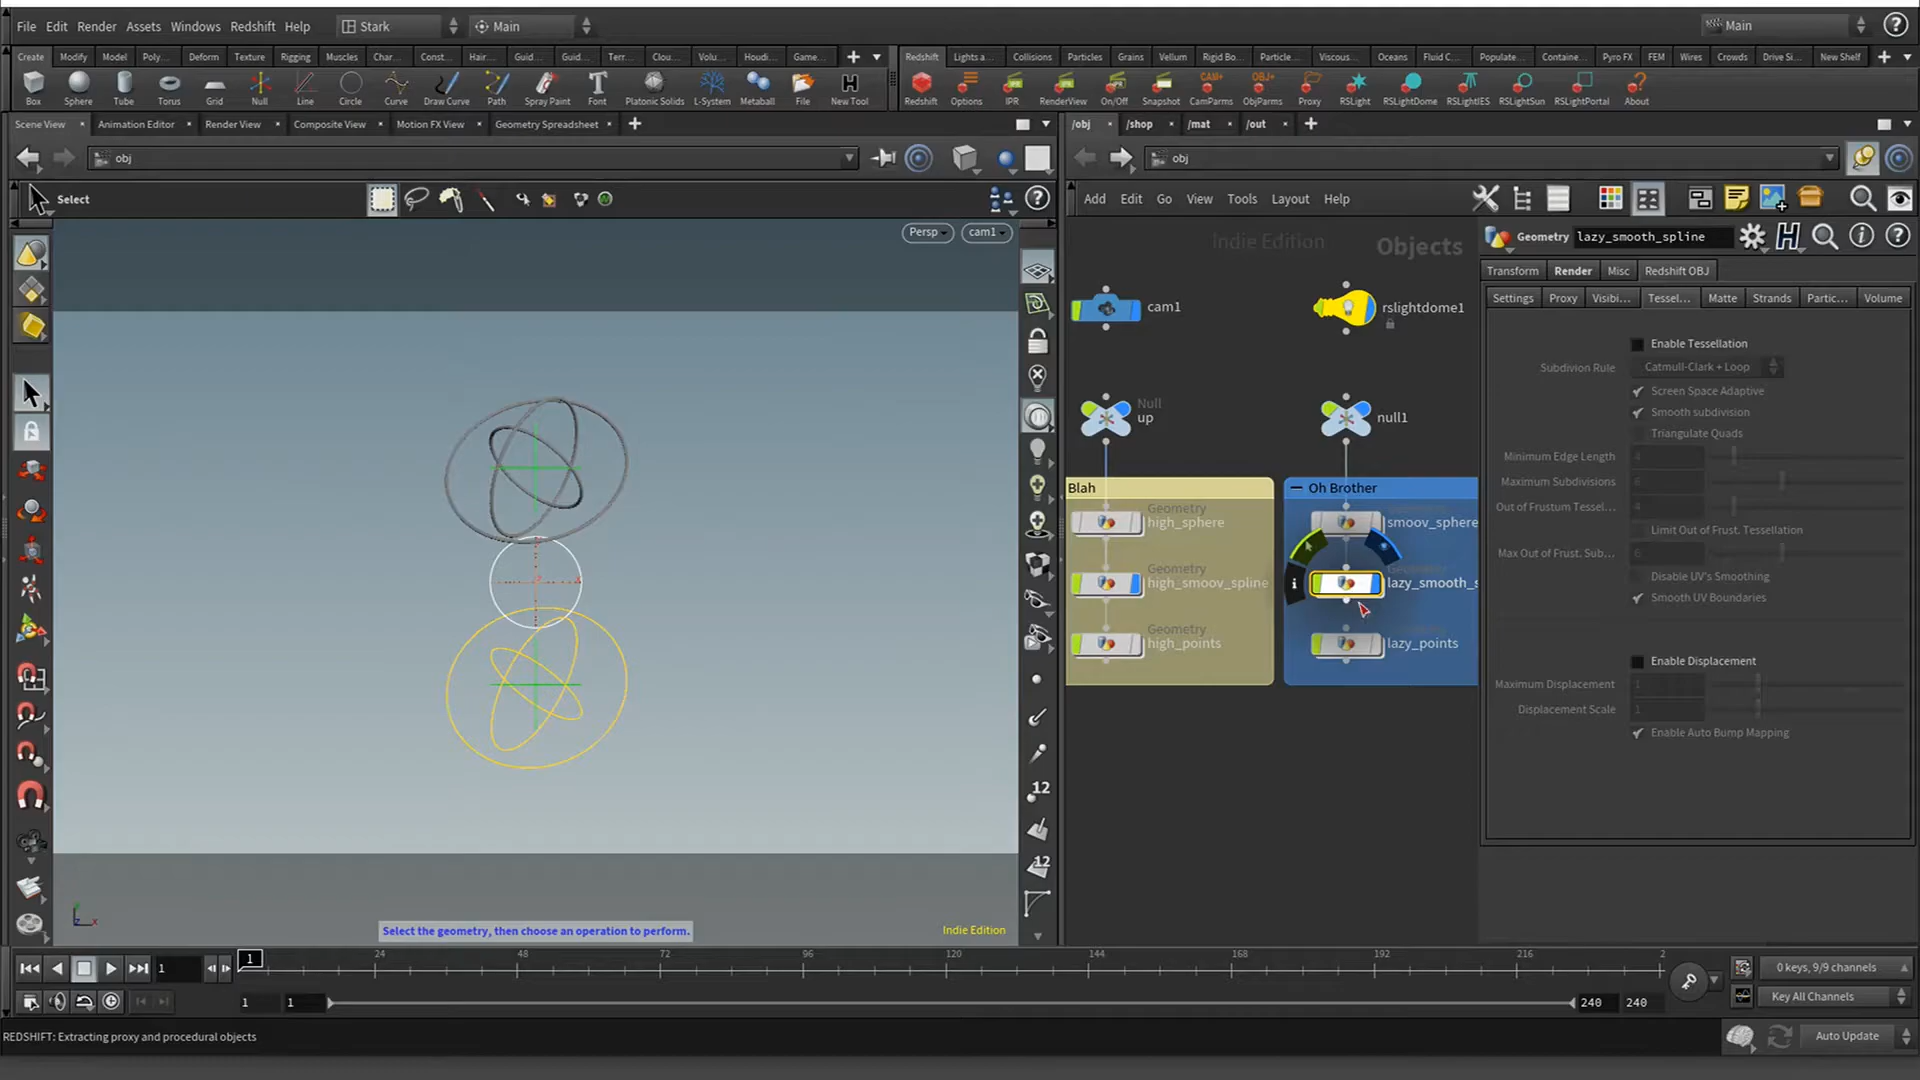 File Edit Render Assets Windows Redshift Help Stark Main Main
Create Modify Model Poly... Deform Texture Rigging Muscles Char... Const... Hair... Guid... Guid... Terr... Clou... Volu... Houdi... Game...
Redshift Lights a... Collisions Particles Grains Vellum Rigid Bo... Particle... Viscous... Oceans Fluid C... Populate... Containe... Pyro FX FEM Wires Crowds Drive Si... New Shelf
Box Sphere Tube Torus Grid Null Line Circle Curve Draw Curve Path Spray Paint Font Platonic Solids L-System Metaball File New Tool
CAM+ OBJ+
Redshift Options IPR RenderView On/Off Snapshot CamParms ObjParms Proxy RSLight RSLightDome RSLightIES RSLightSun RSLightPortal About
Scene View Animation Editor Render View Composite View Motion FX View Geometry Spreadsheet
/obj /shop /mat /out
obj
obj
Select
Add Edit Go View Tools Layout Help
Persp cam1
Indie Edition Objects
Geometry lazy_smooth_spline
Transform Render Misc Redshift OBJ
Settings Proxy Visibi... Tessel... Matte Strands Partic... Volume
cam1
rslightdome1
Null
up
null1
Blah
Geometry
high_sphere
Geometry
high_smoov_spline
Geometry
high_points
Oh Brother
smoov_sphere
lazy_smooth_s
lazy_points
Enable Tessellation
Subdivion Rule Catmull-Clark + Loop
Screen Space Adaptive
Smooth subdivision
Triangulate Quads
Minimum Edge Length 4
Maximum Subdivisions 6
Out of Frustum Tessel... 4
Limit Out of Frust. Tessellation
Max Out of Frust. Sub... 6
Disable UV's Smoothing
Smooth UV Boundaries
Enable Displacement
Maximum Displacement 1
Displacement Scale 1
Enable Auto Bump Mapping
12
12
Select the geometry, then choose an operation to perform.
Indie Edition
1
1 24 48 72 96 120 144 168 192 216 2
0 keys, 9/9 channels
1 1 240 240
Key All Channels
REDSHIFT: Extracting proxy and procedural objects
Auto Update